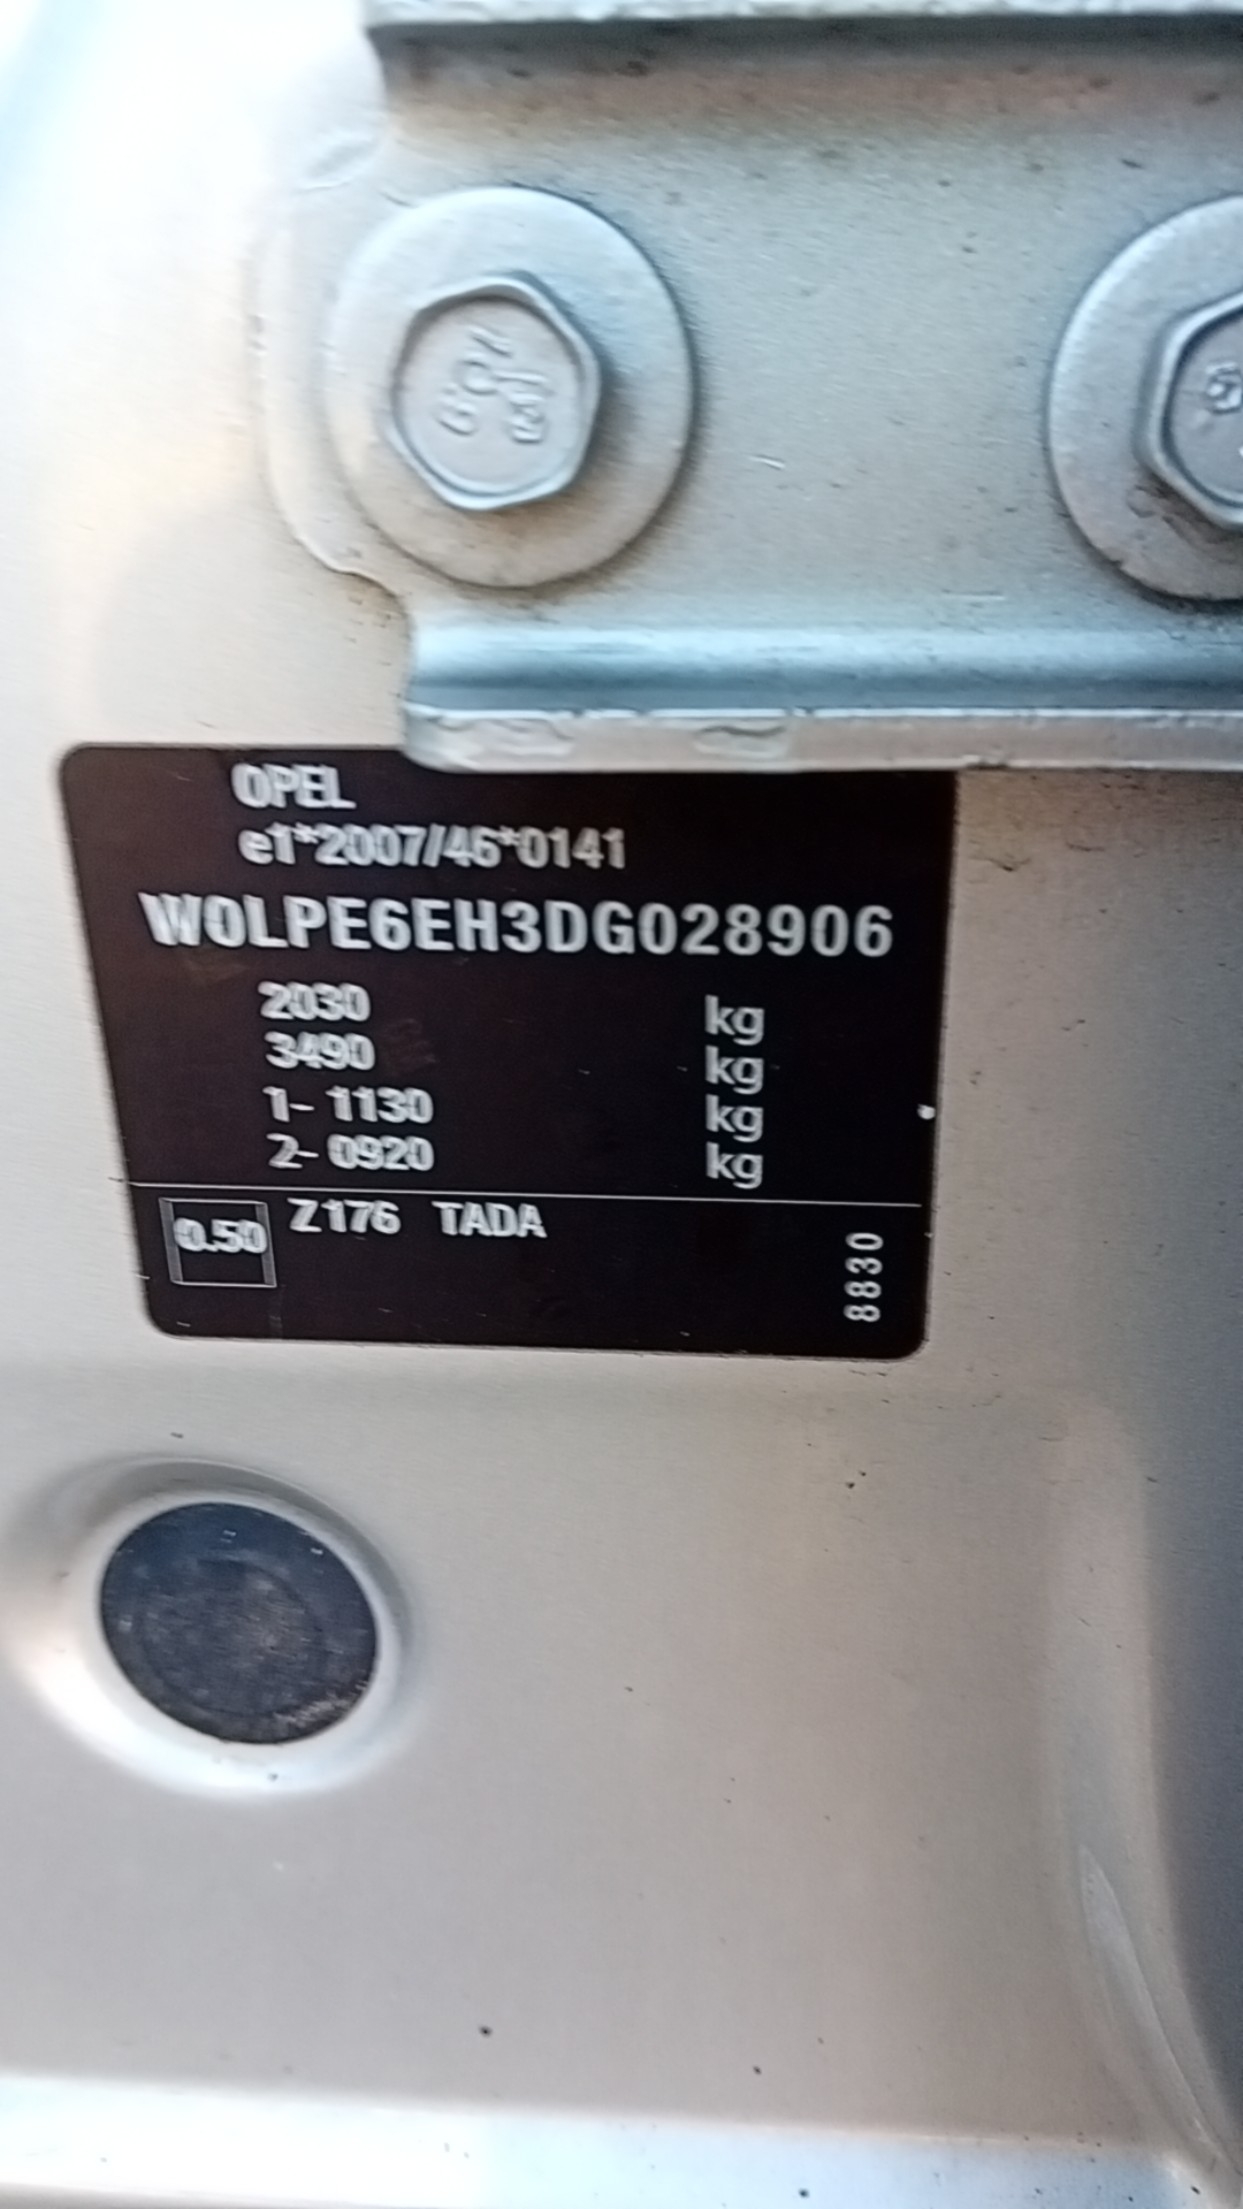 OPEL
e1*2007/46*0141
W0LPE6EH3DG028906
2030 kg
3490 kg
1- 1130 kg
2- 0920 kg
0.50 Z176 TADA
8830